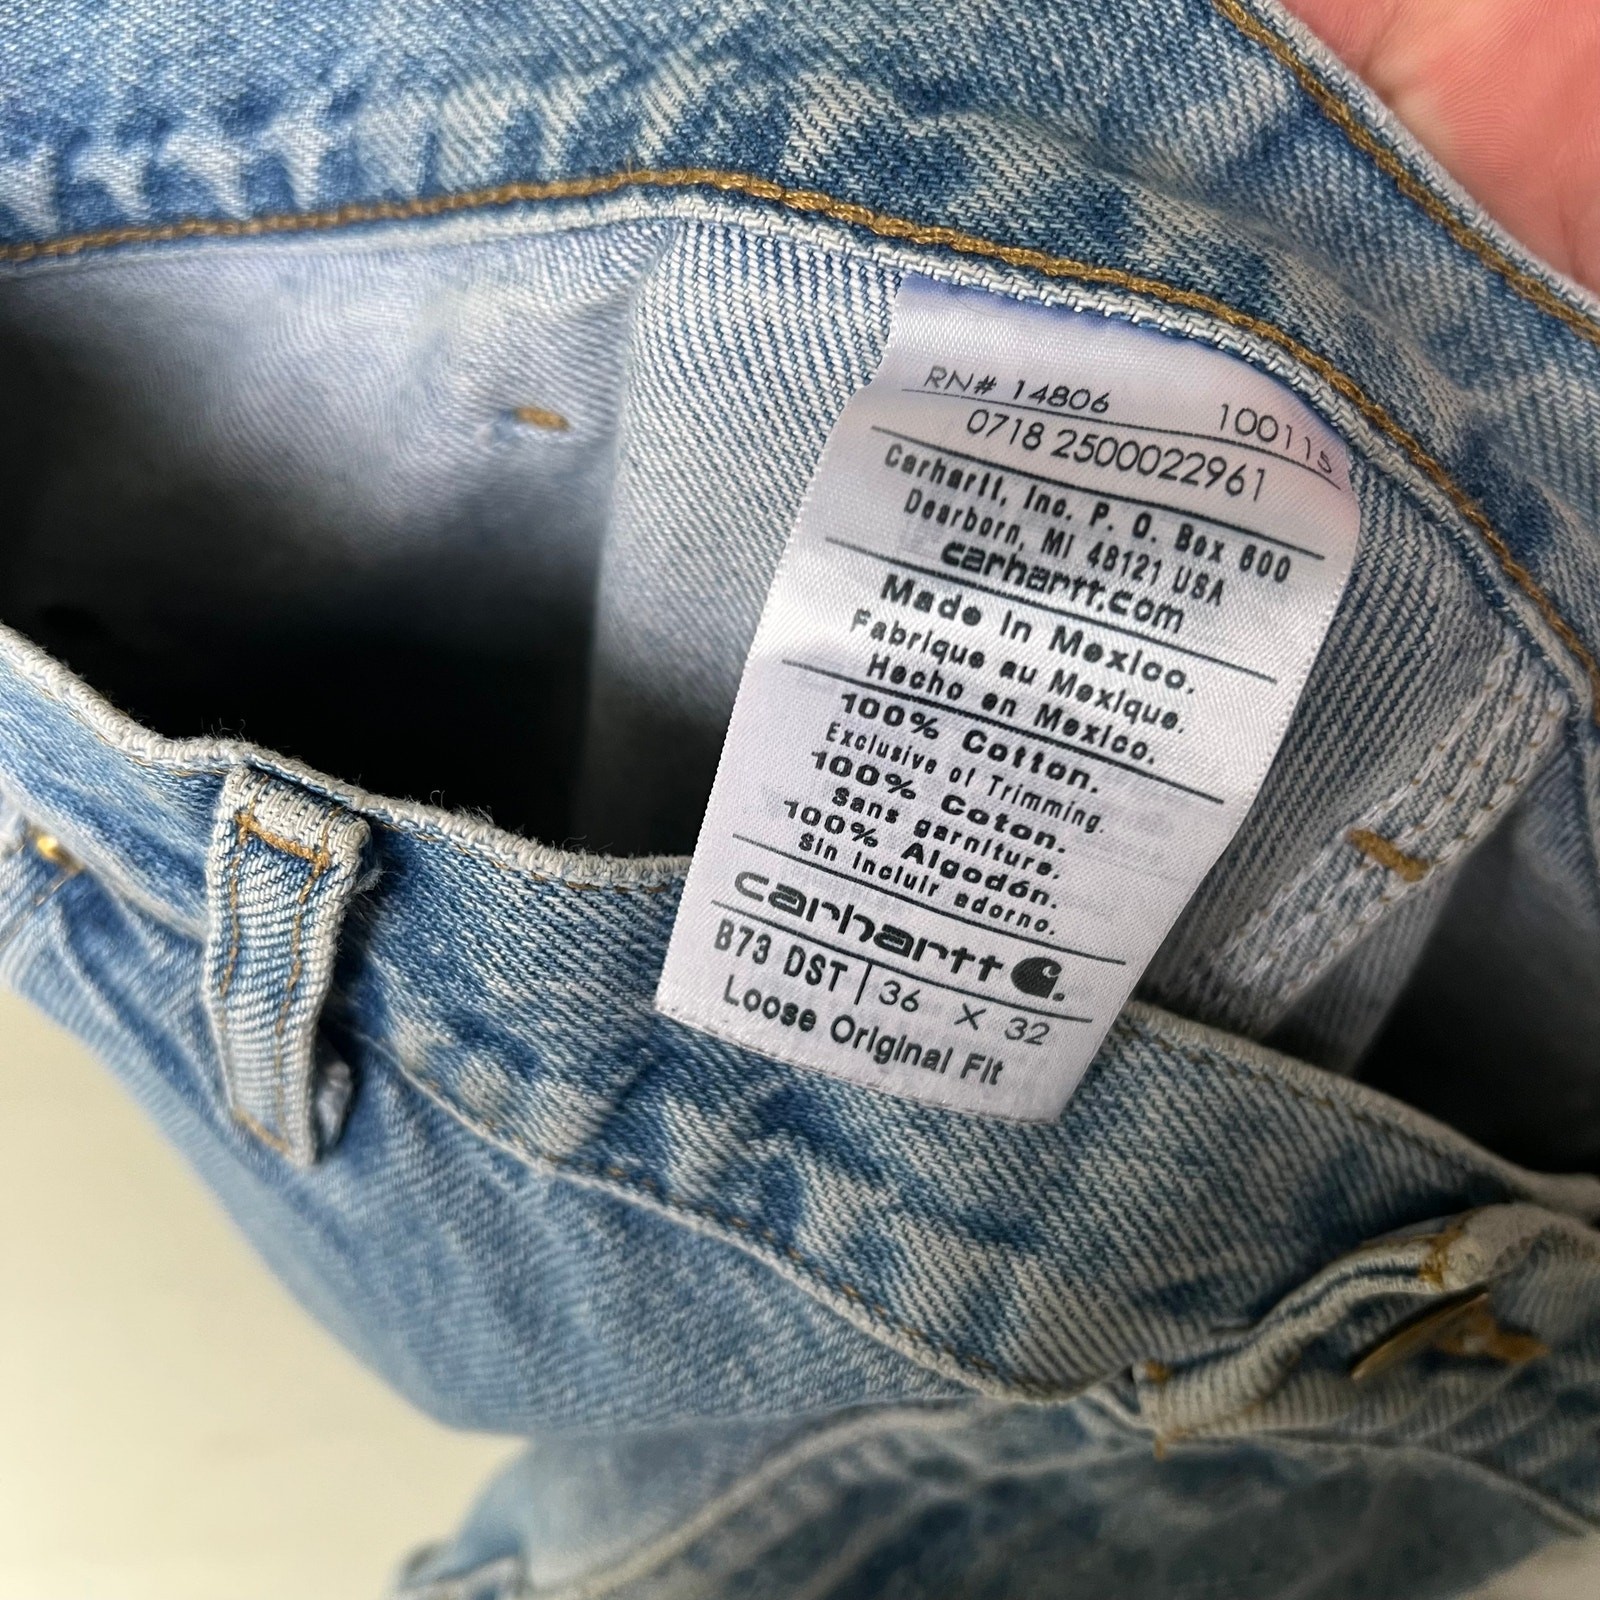 RN# 14806 100115
0718 2500022961
Carhartt, Inc. P. O. Box 600
Dearborn, MI 48121 USA
carhartt.com
Made in Mexico.
Fabrique au Mexique.
Hecho en Mexico.
100% Cotton.
Exclusive of Trimming.
100% Coton.
Sans garniture.
100% Algodón.
Sin incluir adorno.
carhartt
B73 DST | 36 X 32
Loose Original Fit